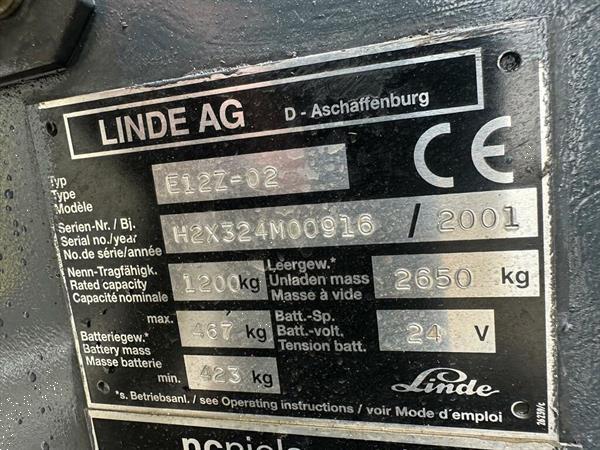 LINDE AG D - Aschaffenburg
CE
Typ
Type E12Z-02
Modèle
Serien-Nr. / Bj.
Serial no./year H2X324M00916 / 2001
No. de série/année
Nenn-Tragfähigk. Leergew.*
Rated capacity 1200 kg Unladen mass 2650 kg
Capacité nominale Masse à vide
max. 467 kg Batt.-Sp.
Batteriegew.* Batt.-volt. 24 V
Battery mass Tension batt.
Masse batterie
min. 423 kg Linde
*s. Betriebsanl. / see Operating instructions / voir Mode d'emploi